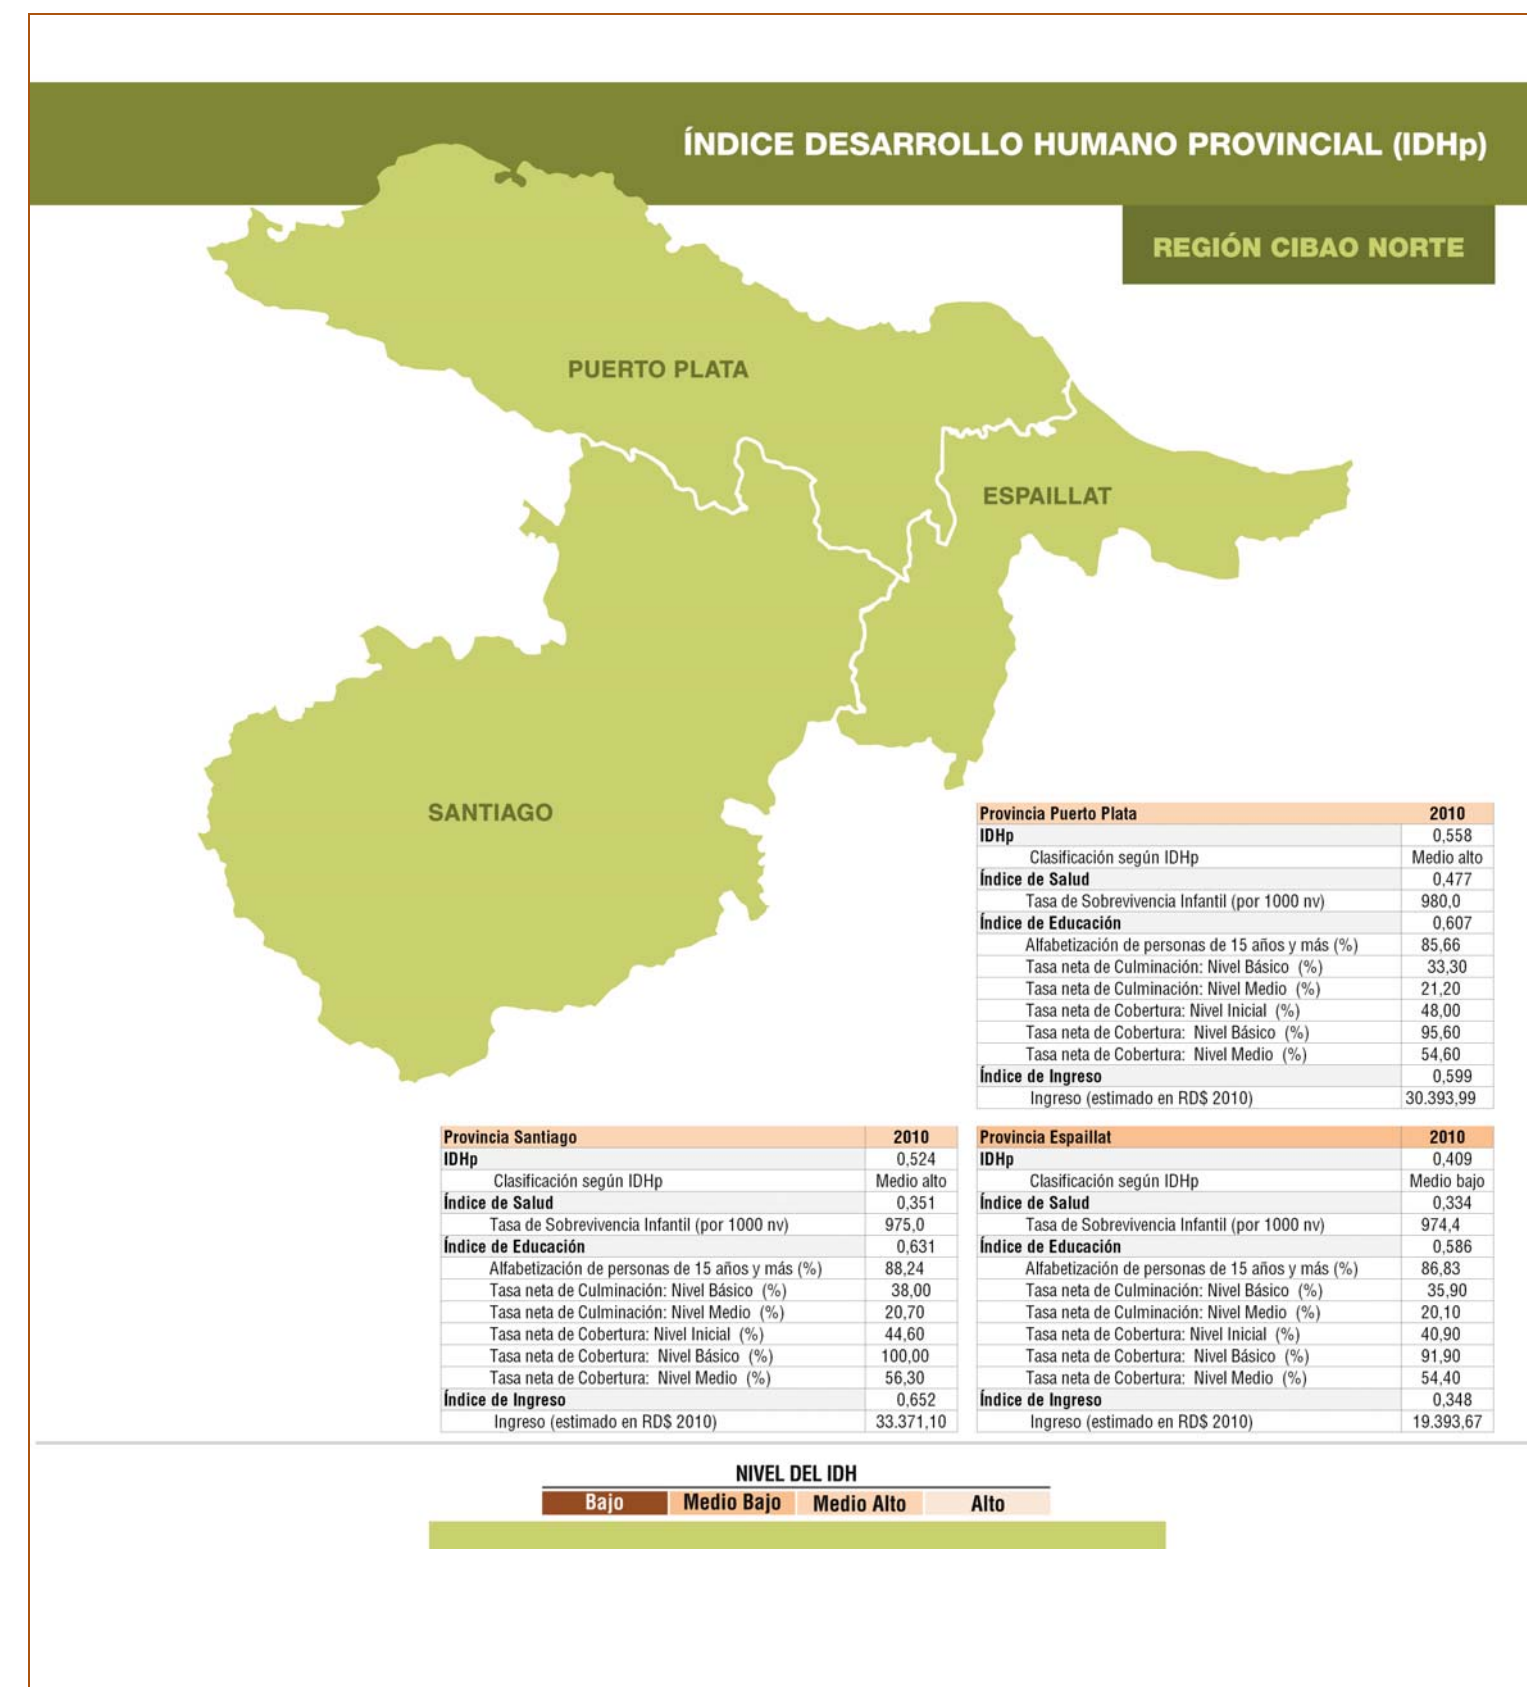 ÍNDICE DESARROLLO HUMANO PROVINCIAL (IDHp)
REGIÓN CIBAO NORTE
PUERTO PLATA
ESPAILLAT
SANTIAGO
Provincia Puerto Plata 2010
IDHp 0,558
Clasificación según IDHp Medio alto
Índice de Salud 0,477
Tasa de Sobrevivencia Infantil (por 1000 nv) 980,0
Índice de Educación 0,607
Alfabetización de personas de 15 años y más (%) 85,66
Tasa neta de Culminación: Nivel Básico (%) 33,30
Tasa neta de Culminación: Nivel Medio (%) 21,20
Tasa neta de Cobertura: Nivel Inicial (%) 48,00
Tasa neta de Cobertura: Nivel Básico (%) 95,60
Tasa neta de Cobertura: Nivel Medio (%) 54,60
Índice de Ingreso 0,599
Ingreso (estimado en RD$ 2010) 30.393,99
Provincia Santiago 2010
IDHp 0,524
Clasificación según IDHp Medio alto
Índice de Salud 0,351
Tasa de Sobrevivencia Infantil (por 1000 nv) 975,0
Índice de Educación 0,631
Alfabetización de personas de 15 años y más (%) 88,24
Tasa neta de Culminación: Nivel Básico (%) 38,00
Tasa neta de Culminación: Nivel Medio (%) 20,70
Tasa neta de Cobertura: Nivel Inicial (%) 44,60
Tasa neta de Cobertura: Nivel Básico (%) 100,00
Tasa neta de Cobertura: Nivel Medio (%) 56,30
Índice de Ingreso 0,652
Ingreso (estimado en RD$ 2010) 33.371,10
Provincia Espaillat 2010
IDHp 0,409
Clasificación según IDHp Medio bajo
Índice de Salud 0,334
Tasa de Sobrevivencia Infantil (por 1000 nv) 974,4
Índice de Educación 0,586
Alfabetización de personas de 15 años y más (%) 86,83
Tasa neta de Culminación: Nivel Básico (%) 35,90
Tasa neta de Culminación: Nivel Medio (%) 20,10
Tasa neta de Cobertura: Nivel Inicial (%) 40,90
Tasa neta de Cobertura: Nivel Básico (%) 91,90
Tasa neta de Cobertura: Nivel Medio (%) 54,40
Índice de Ingreso 0,348
Ingreso (estimado en RD$ 2010) 19.393,67
NIVEL DEL IDH
Bajo Medio Bajo Medio Alto Alto